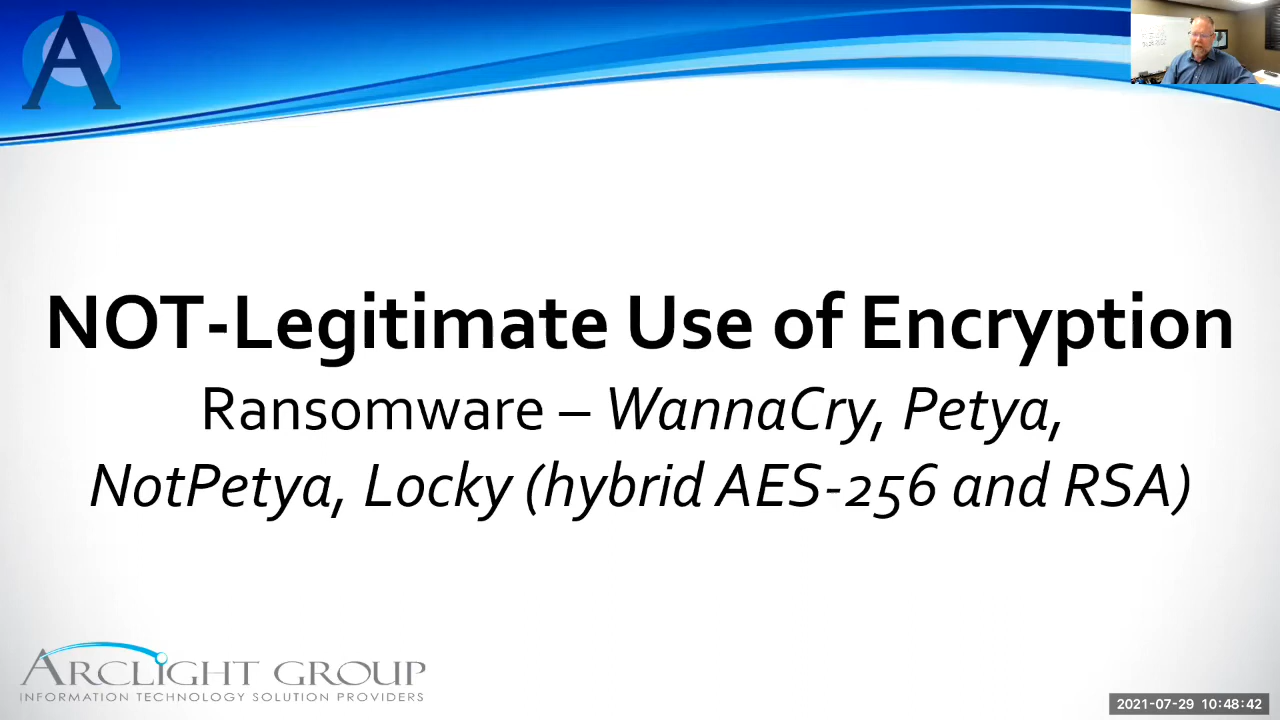 A
NOT-Legitimate Use of Encryption
Ransomware – WannaCry, Petya,
NotPetya, Locky (hybrid AES-256 and RSA)
ARCLIGHT GROUP
INFORMATION TECHNOLOGY SOLUTION PROVIDERS
2021-07-29 10:48:42